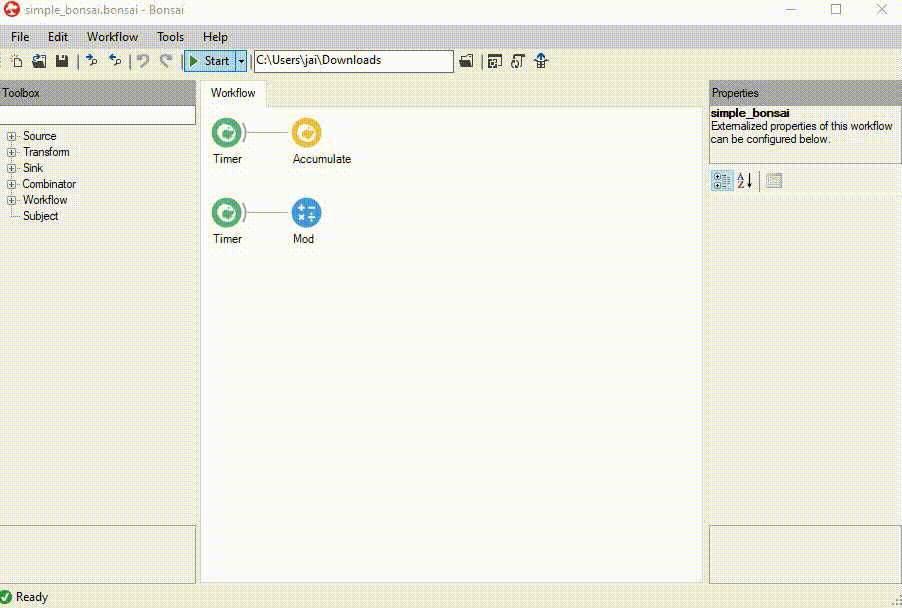 simple_bonsai.bonsai - Bonsai
File Edit Workflow Tools Help
Start C:\Users\jai\Downloads
Toolbox
Source
Transform
Sink
Combinator
Workflow
Subject
Workflow
Timer Accumulate
Timer Mod
Properties
simple_bonsai
Externalized properties of this workflow
can be configured below.
A
Z
Ready